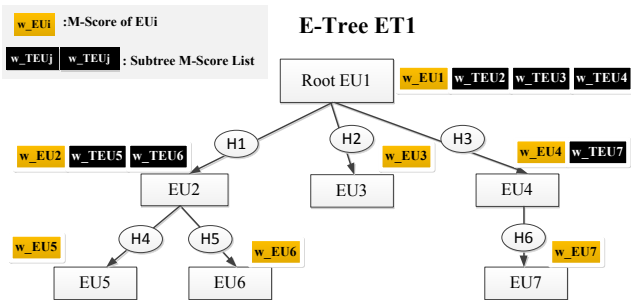 w_EUi :M-Score of EUi
w_TEUj w_TEUj : Subtree M-Score List
E-Tree ET1
Root EU1 w_EU1 w_TEU2 w_TEU3 w_TEU4
H1 H2 H3
w_EU2 w_TEU5 w_TEU6 w_EU3 w_EU4 w_TEU7
EU2 EU3 EU4
w_EU5 H4 H5 w_EU6 H6 w_EU7
EU5 EU6 EU7